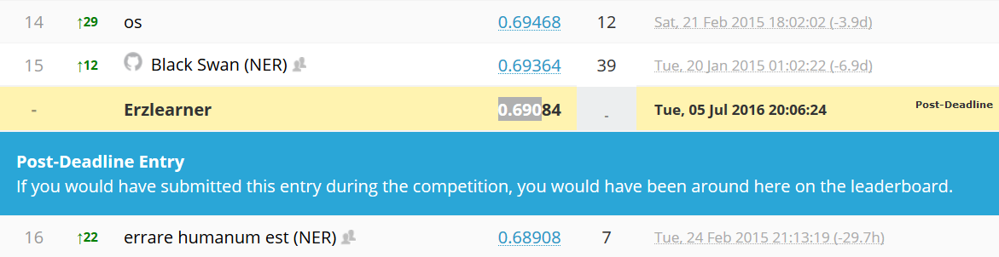 14 ↑29 os 0.69468 12 Sat, 21 Feb 2015 18:02:02 (-3.9d)
15 ↑12 Black Swan (NER) 0.69364 39 Tue, 20 Jan 2015 01:02:22 (-6.9d)
- Erzlearner 0.69084 - Tue, 05 Jul 2016 20:06:24 Post-Deadline
Post-Deadline Entry
If you would have submitted this entry during the competition, you would have been around here on the leaderboard.
16 ↑22 errare humanum est (NER) 0.68908 7 Tue, 24 Feb 2015 21:13:19 (-29.7h)